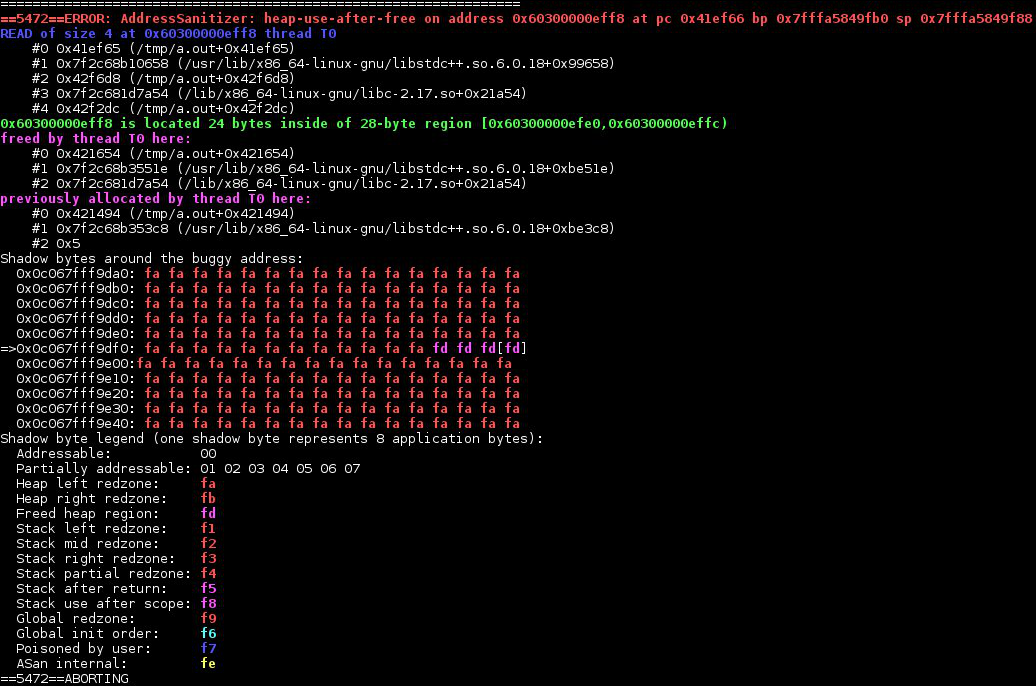 =================================================================
==5472==ERROR: AddressSanitizer: heap-use-after-free on address 0x60300000eff8 at pc 0x41ef66 bp 0x7fffa5849fb0 sp 0x7fffa5849f88
READ of size 4 at 0x60300000eff8 thread T0
    #0 0x41ef65 (/tmp/a.out+0x41ef65)
    #1 0x7f2c68b10658 (/usr/lib/x86_64-linux-gnu/libstdc++.so.6.0.18+0x99658)
    #2 0x42f6d8 (/tmp/a.out+0x42f6d8)
    #3 0x7f2c681d7a54 (/lib/x86_64-linux-gnu/libc-2.17.so+0x21a54)
    #4 0x42f2dc (/tmp/a.out+0x42f2dc)
0x60300000eff8 is located 24 bytes inside of 28-byte region [0x60300000efe0,0x60300000effc)
freed by thread T0 here:
    #0 0x421654 (/tmp/a.out+0x421654)
    #1 0x7f2c68b3551e (/usr/lib/x86_64-linux-gnu/libstdc++.so.6.0.18+0xbe51e)
    #2 0x7f2c681d7a54 (/lib/x86_64-linux-gnu/libc-2.17.so+0x21a54)
previously allocated by thread T0 here:
    #0 0x421494 (/tmp/a.out+0x421494)
    #1 0x7f2c68b353c8 (/usr/lib/x86_64-linux-gnu/libstdc++.so.6.0.18+0xbe3c8)
    #2 0x5
Shadow bytes around the buggy address:
  0x0c067fff9da0: fa fa fa fa fa fa fa fa fa fa fa fa fa fa fa fa
  0x0c067fff9db0: fa fa fa fa fa fa fa fa fa fa fa fa fa fa fa fa
  0x0c067fff9dc0: fa fa fa fa fa fa fa fa fa fa fa fa fa fa fa fa
  0x0c067fff9dd0: fa fa fa fa fa fa fa fa fa fa fa fa fa fa fa fa
  0x0c067fff9de0: fa fa fa fa fa fa fa fa fa fa fa fa fa fa fa fa
=>0x0c067fff9df0: fa fa fa fa fa fa fa fa fa fa fa fa fd fd fd[fd]
  0x0c067fff9e00:fa fa fa fa fa fa fa fa fa fa fa fa fa fa fa fa
  0x0c067fff9e10: fa fa fa fa fa fa fa fa fa fa fa fa fa fa fa fa
  0x0c067fff9e20: fa fa fa fa fa fa fa fa fa fa fa fa fa fa fa fa
  0x0c067fff9e30: fa fa fa fa fa fa fa fa fa fa fa fa fa fa fa fa
  0x0c067fff9e40: fa fa fa fa fa fa fa fa fa fa fa fa fa fa fa fa
Shadow byte legend (one shadow byte represents 8 application bytes):
  Addressable:           00
  Partially addressable: 01 02 03 04 05 06 07
  Heap left redzone:     fa
  Heap right redzone:    fb
  Freed heap region:     fd
  Stack left redzone:    f1
  Stack mid redzone:     f2
  Stack right redzone:   f3
  Stack partial redzone: f4
  Stack after return:    f5
  Stack use after scope: f8
  Global redzone:        f9
  Global init order:     f6
  Poisoned by user:      f7
  ASan internal:         fe
==5472==ABORTING